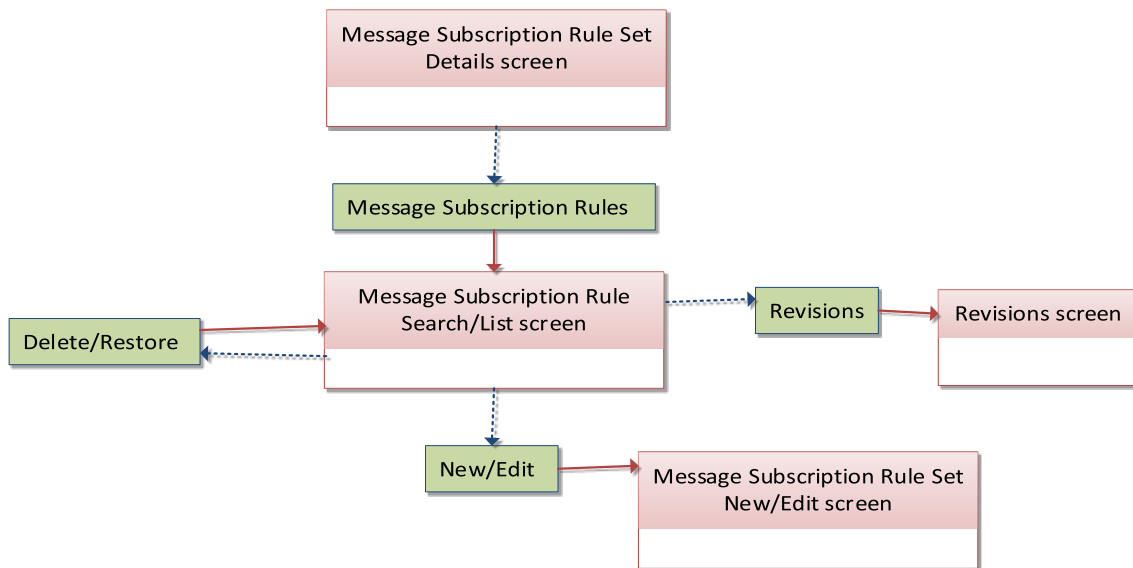 Message Subscription Rule Set
Details screen
Message Subscription Rules
Message Subscription Rule
Search/List screen
Revisions
Revisions screen
Delete/Restore
New/Edit
Message Subscription Rule Set
New/Edit screen